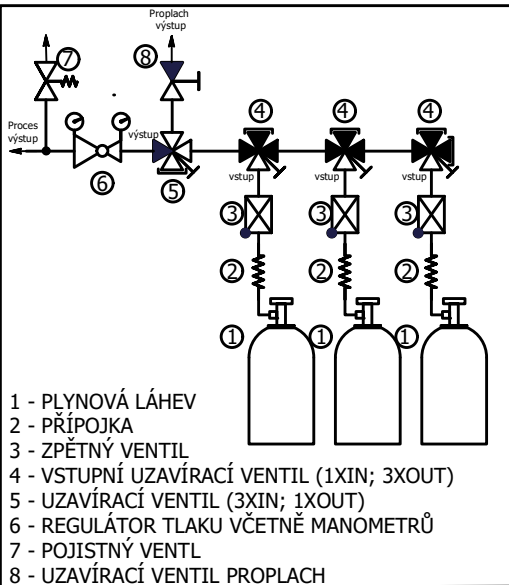 Proplach
výstup
7
8
4
4
4
Proces
výstup
výstup
6
5
vstup
vstup
vstup
3
3
3
2
2
2
1
1
1
1 - PLYNOVÁ LÁHEV
2 - PŘÍPOJKA
3 - ZPĚTNÝ VENTIL
4 - VSTUPNÍ UZAVÍRACÍ VENTIL (1XIN; 3XOUT)
5 - UZAVÍRACÍ VENTIL (3XIN; 1XOUT)
6 - REGULÁTOR TLAKU VČETNĚ MANOMETRŮ
7 - POJISTNÝ VENTL
8 - UZAVÍRACÍ VENTIL PROPLACH